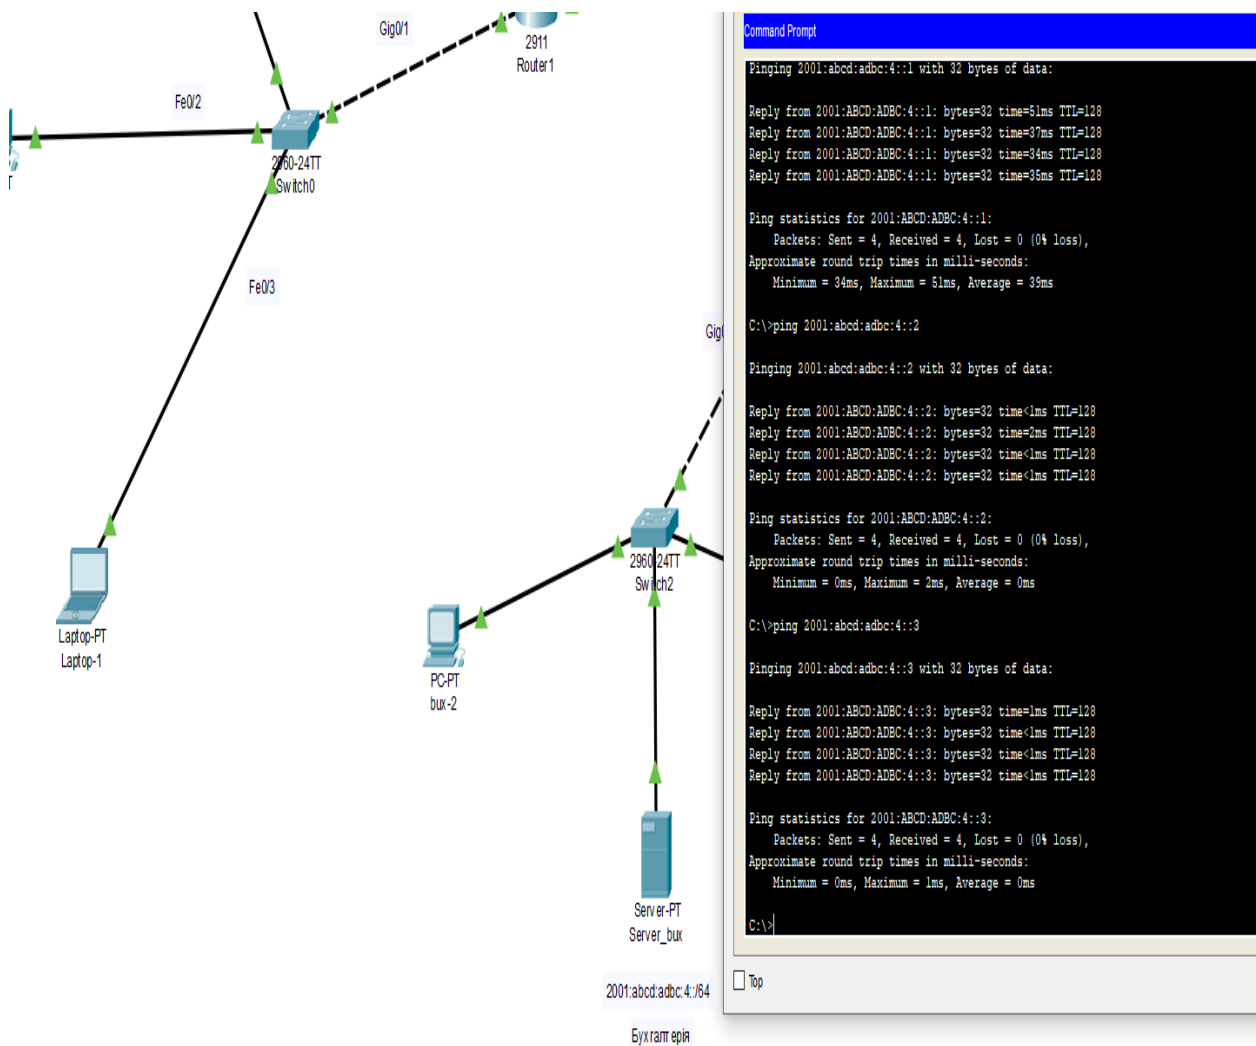 Gig0/1
2911
Router1
Fe0/2
2960-24TT
Switch0
Fe0/3
Laptop-PT
Laptop-1
2960-24TT
Switch2
PC-PT
bux-2
Server-PT
Server_bux
2001:abcd:adbc:4::/64
Бухгалтерія
Command Prompt
Pinging 2001:abcd:adbc:4::1 with 32 bytes of data:
Reply from 2001:ABCD:ADBC:4::1: bytes=32 time=51ms TTL=128
Reply from 2001:ABCD:ADBC:4::1: bytes=32 time=37ms TTL=128
Reply from 2001:ABCD:ADBC:4::1: bytes=32 time=34ms TTL=128
Reply from 2001:ABCD:ADBC:4::1: bytes=32 time=35ms TTL=128
Ping statistics for 2001:ABCD:ADBC:4::1:
Packets: Sent = 4, Received = 4, Lost = 0 (0% loss),
Approximate round trip times in milli-seconds:
Minimum = 34ms, Maximum = 51ms, Average = 39ms
C:\>ping 2001:abcd:adbc:4::2
Pinging 2001:abcd:adbc:4::2 with 32 bytes of data:
Reply from 2001:ABCD:ADBC:4::2: bytes=32 time<1ms TTL=128
Reply from 2001:ABCD:ADBC:4::2: bytes=32 time=2ms TTL=128
Reply from 2001:ABCD:ADBC:4::2: bytes=32 time<1ms TTL=128
Reply from 2001:ABCD:ADBC:4::2: bytes=32 time<1ms TTL=128
Ping statistics for 2001:ABCD:ADBC:4::2:
Packets: Sent = 4, Received = 4, Lost = 0 (0% loss),
Approximate round trip times in milli-seconds:
Minimum = 0ms, Maximum = 2ms, Average = 0ms
C:\>ping 2001:abcd:adbc:4::3
Pinging 2001:abcd:adbc:4::3 with 32 bytes of data:
Reply from 2001:ABCD:ADBC:4::3: bytes=32 time=1ms TTL=128
Reply from 2001:ABCD:ADBC:4::3: bytes=32 time<1ms TTL=128
Reply from 2001:ABCD:ADBC:4::3: bytes=32 time<1ms TTL=128
Reply from 2001:ABCD:ADBC:4::3: bytes=32 time<1ms TTL=128
Ping statistics for 2001:ABCD:ADBC:4::3:
Packets: Sent = 4, Received = 4, Lost = 0 (0% loss),
Approximate round trip times in milli-seconds:
Minimum = 0ms, Maximum = 1ms, Average = 0ms
C:\>
Top